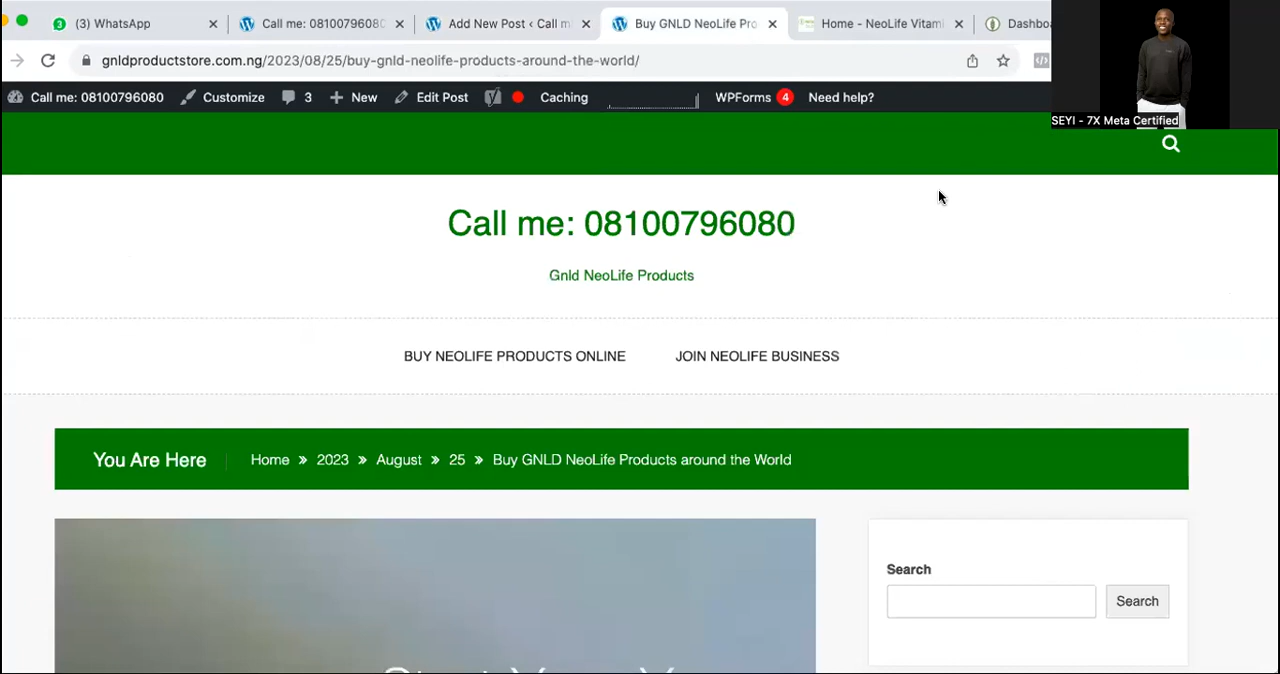 (3) WhatsApp
Call me: 0810079608
Add New Post ‹ Call m
Buy GNLD NeoLife Pro
Home - NeoLife Vitami
Dashbo
gnldproductstore.com.ng/2023/08/25/buy-gnld-neolife-products-around-the-world/
Call me: 08100796080
Customize
3
New
Edit Post
Caching
WPForms 4
Need help?
SEYI - 7X Meta Certified
Call me: 08100796080
Gnld NeoLife Products
BUY NEOLIFE PRODUCTS ONLINE
JOIN NEOLIFE BUSINESS
You Are Here
Home » 2023 » August » 25 » Buy GNLD NeoLife Products around the World
Search
Search